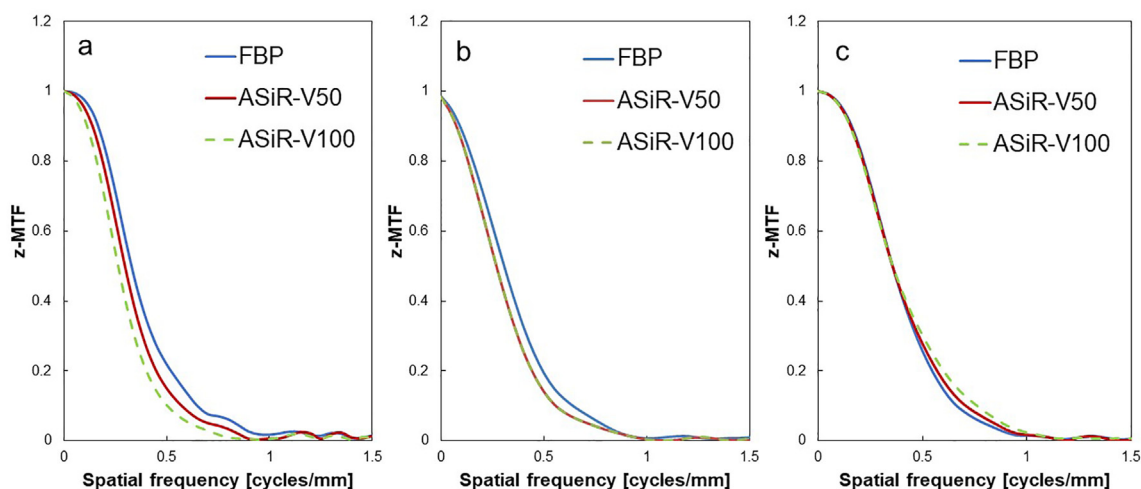 a
FBP
ASiR-V50
ASiR-V100
z-MTF
1.2
1
0.8
0.6
0.4
0.2
0
0 0.5 1 1.5
Spatial frequency [cycles/mm]
b
FBP
ASiR-V50
ASiR-V100
z-MTF
1.2
1
0.8
0.6
0.4
0.2
0
0 0.5 1 1.5
Spatial frequency [cycles/mm]
c
FBP
ASiR-V50
ASiR-V100
z-MTF
1.2
1
0.8
0.6
0.4
0.2
0
0 0.5 1 1.5
Spatial frequency [cycles/mm]